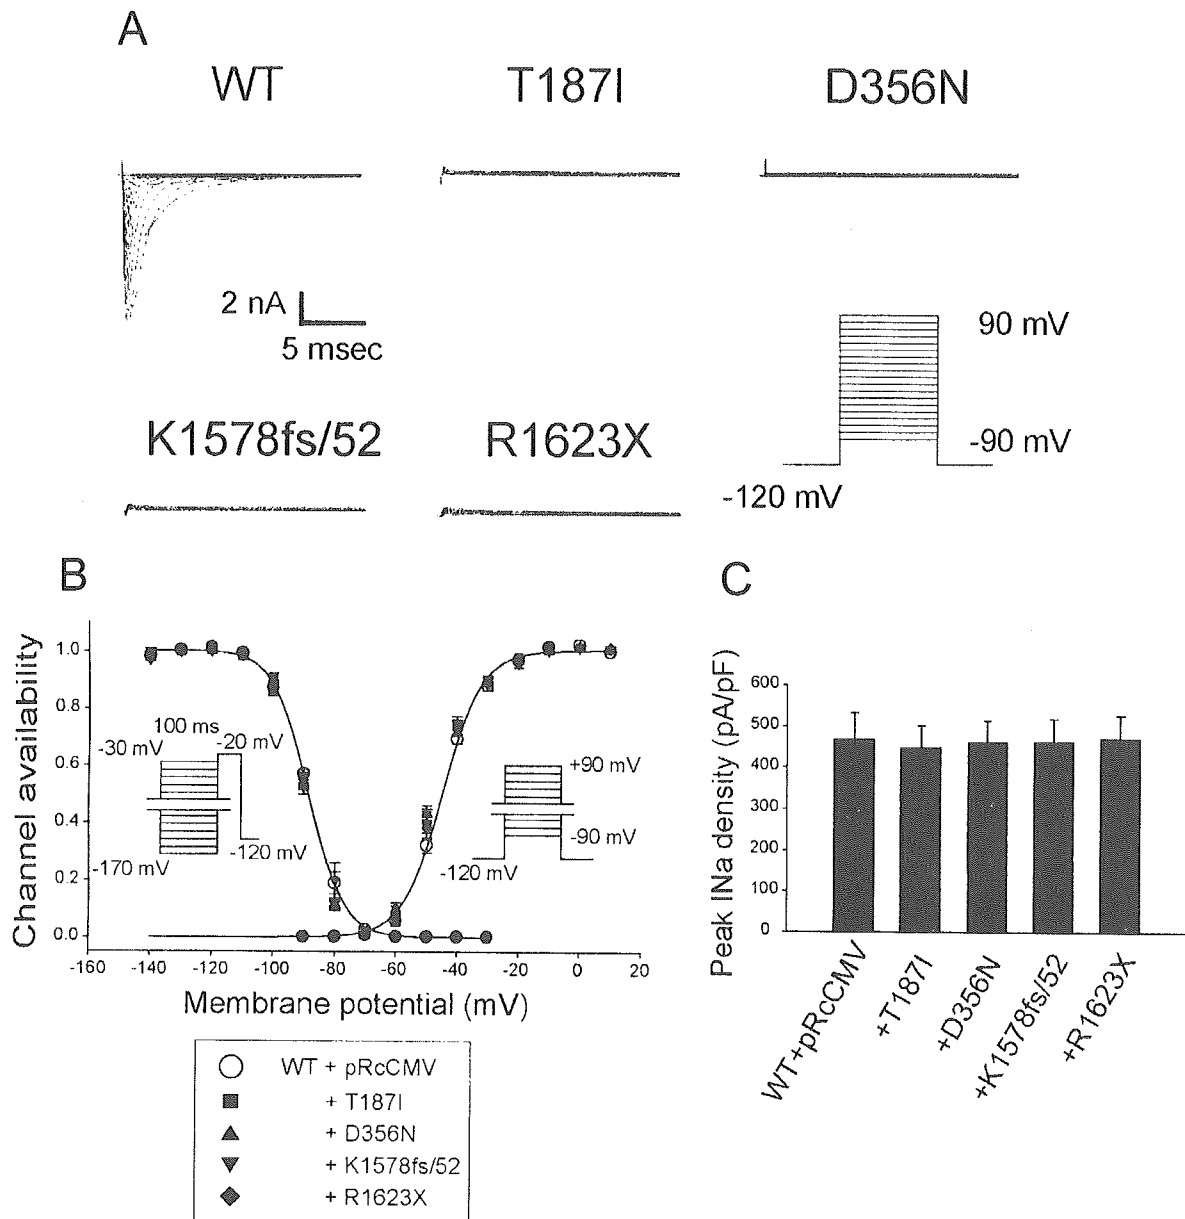 A
WT
T187I
D356N
2 nA
5 msec
90 mV
-90 mV
-120 mV
K1578fs/52
R1623X
B
Channel availability
1.0
0.8
0.6
0.4
0.2
0.0
-160
-140
-120
-100
-80
-60
-40
-20
0
20
Membrane potential (mV)
100 ms
-30 mV
-20 mV
-170 mV
-120 mV
+90 mV
-90 mV
-120 mV
WT + pRcCMV
+ T187I
+ D356N
+ K1578fs/52
+ R1623X
C
Peak INa density (pA/pF)
600
500
400
300
200
100
0
WT+pRcCMV
+T187I
+D356N
+K1578fs/52
+R1623X